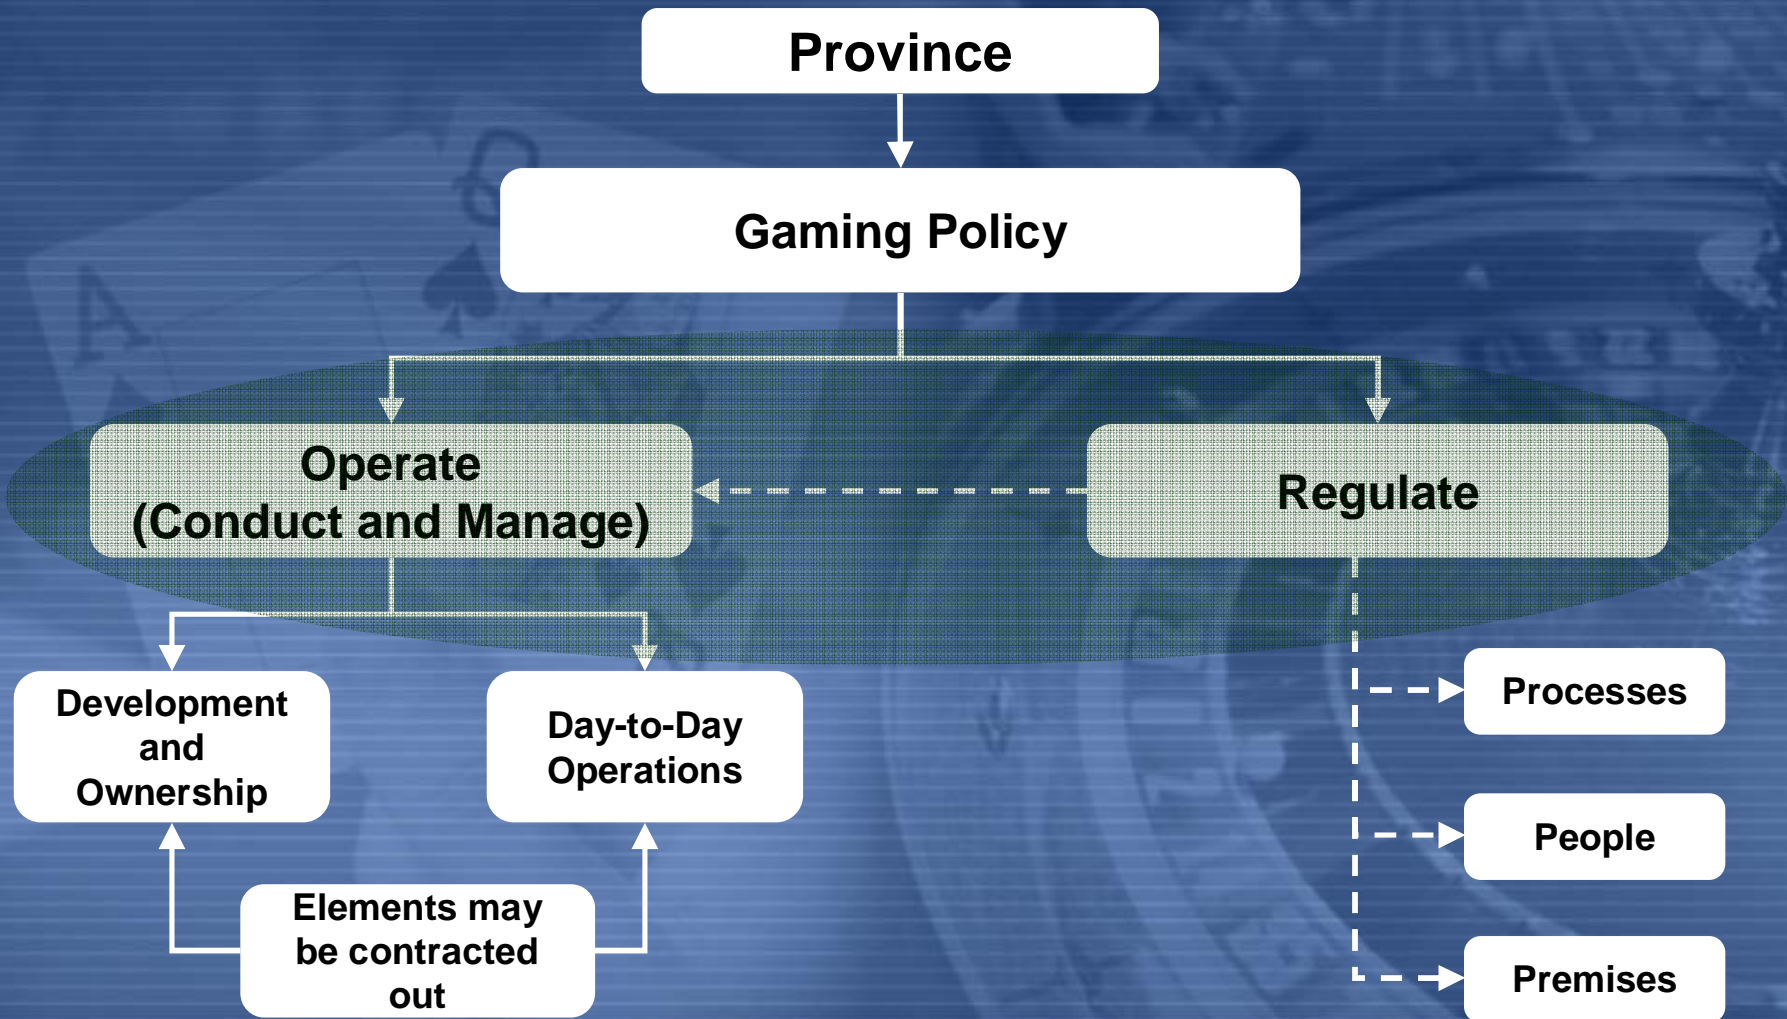 Province
Gaming Policy
Operate
(Conduct and Manage)
Regulate
Development
and
Ownership
Day-to-Day
Operations
Elements may
be contracted
out
Processes
People
Premises
A
Q